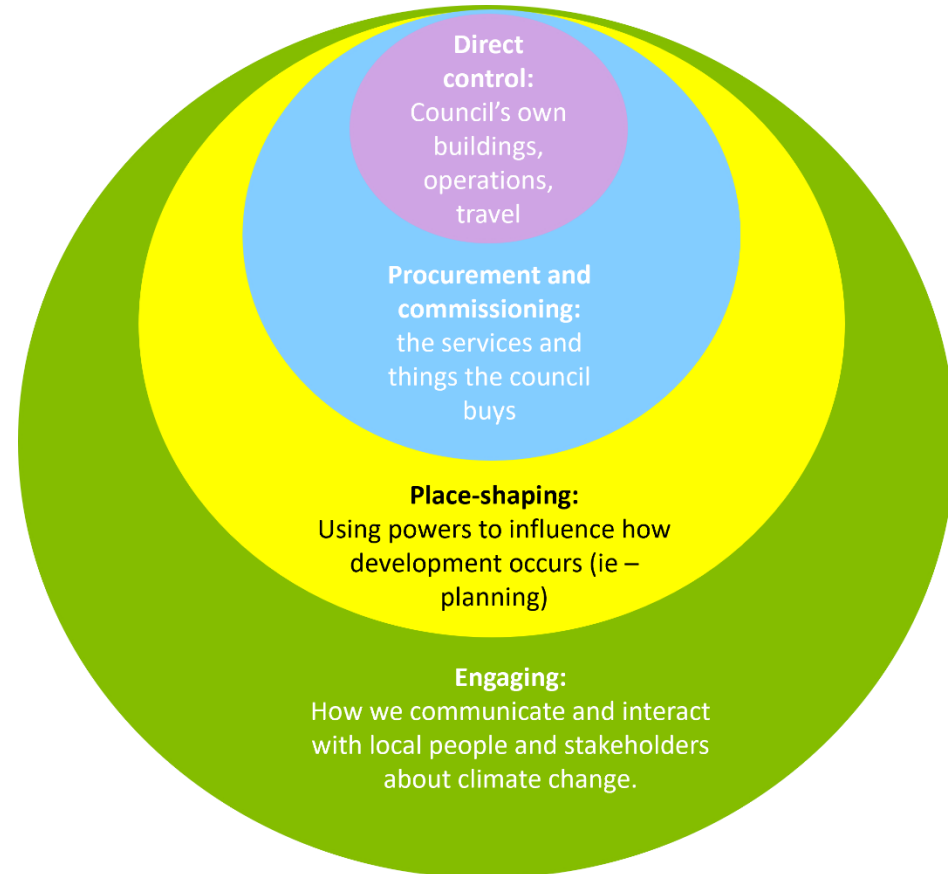 Direct
control:
Council’s own
buildings,
operations,
travel
Procurement and
commissioning:
the services and
things the council
buys
Place-shaping:
Using powers to influence how
development occurs (ie –
planning)
Engaging:
How we communicate and interact
with local people and stakeholders
about climate change.